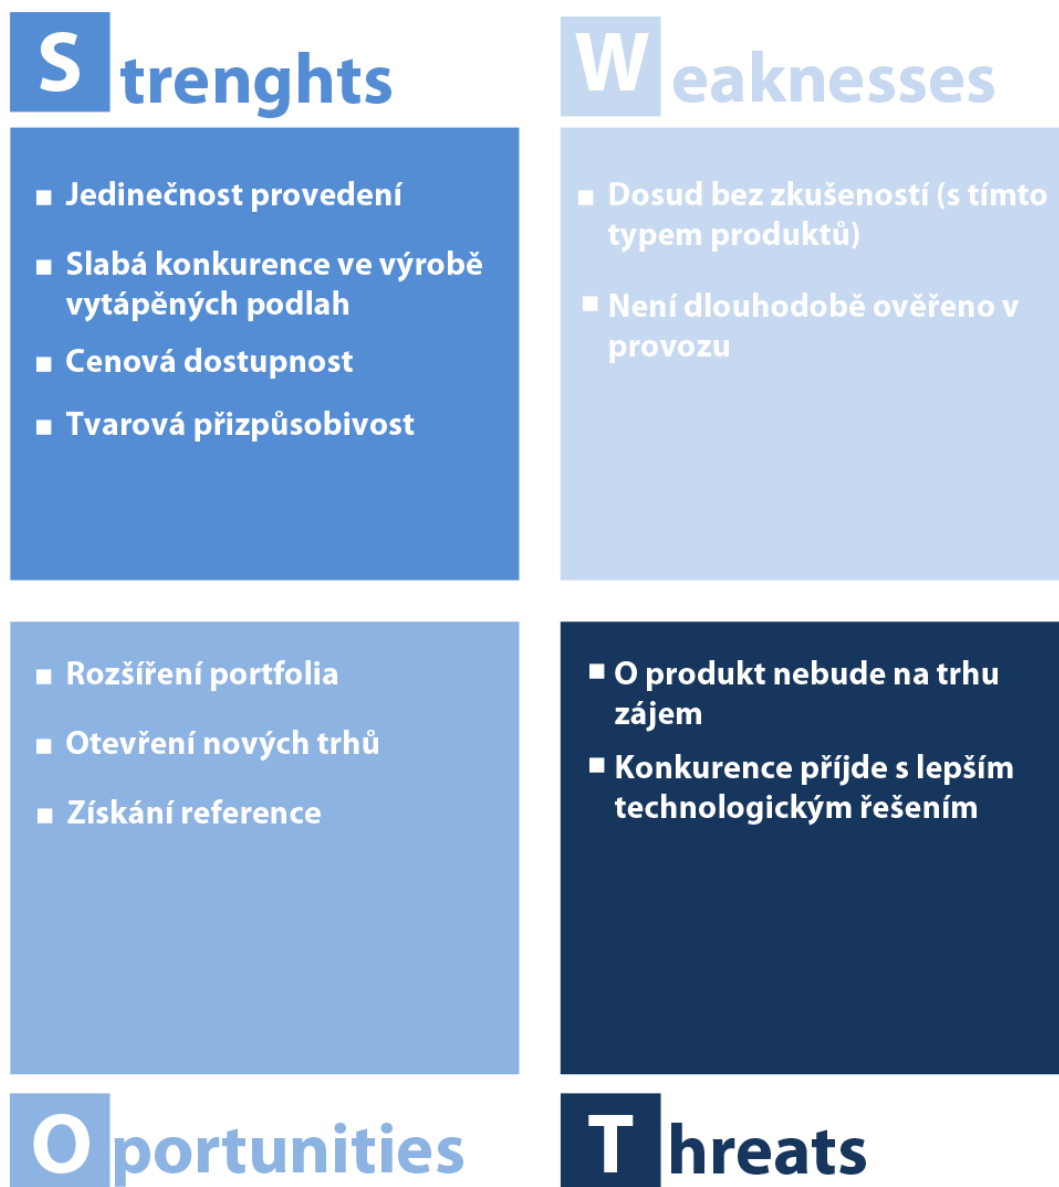 Strenghts
■ Jedinečnost provedení
■ Slabá konkurence ve výrobě
vytápěných podlah
■ Cenová dostupnost
■ Tvarová přizpůsobivost
Weaknesses
■ Dosud bez zkušeností (s tímto
typem produktů)
■ Není dlouhodobě ověřeno v
provozu
■ Rozšíření portfolia
■ Otevření nových trhů
■ Získání reference
Oportunities
■ O produkt nebude na trhu
zájem
■ Konkurence příjde s lepším
technologickým řešením
Threats